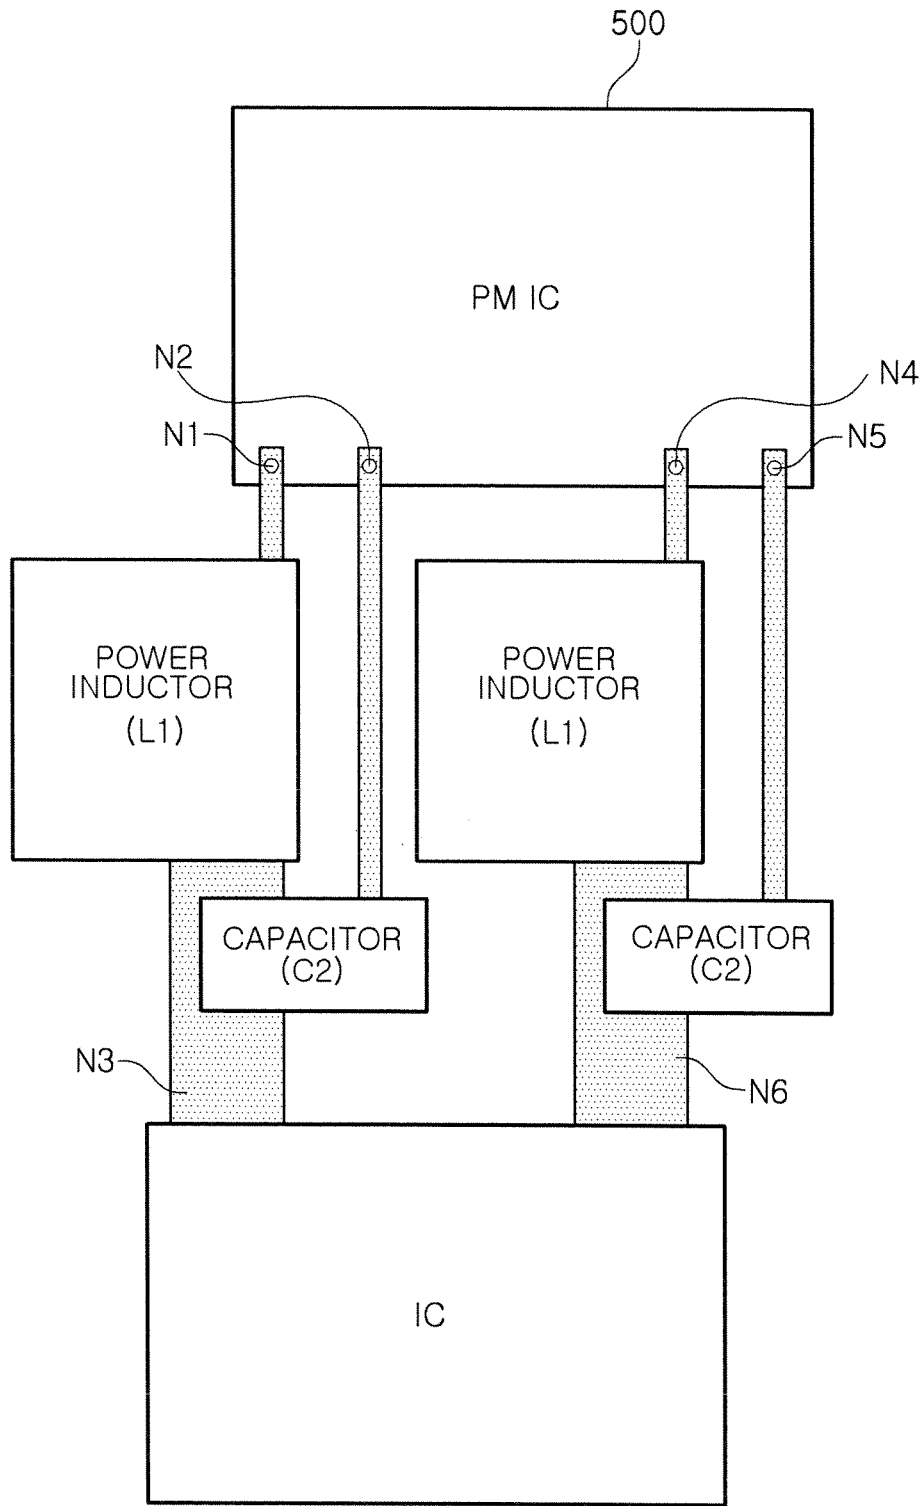 500
PM IC
N2
N4
N1
N5
POWER
INDUCTOR
(L1)
POWER
INDUCTOR
(L1)
CAPACITOR
(C2)
CAPACITOR
(C2)
N3
N6
IC